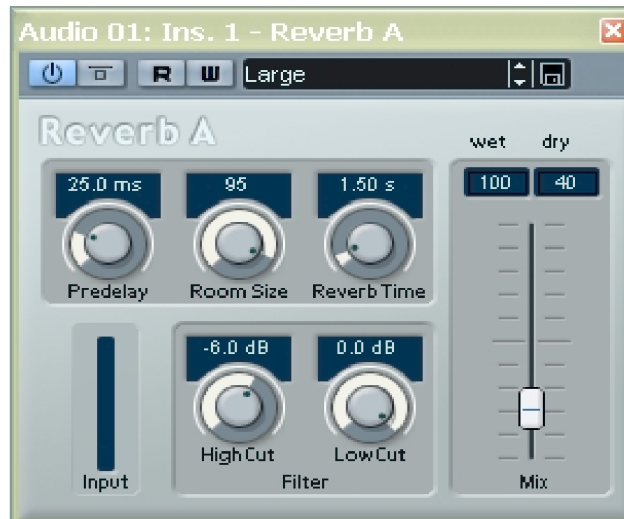 Audio 01: Ins. 1 - Reverb A
R W Large
Reverb A
wet dry
100 40
25.0 ms 95 1.50 s
Predelay Room Size Reverb Time
-6.0 dB 0.0 dB
High Cut Low Cut
Input Filter Mix